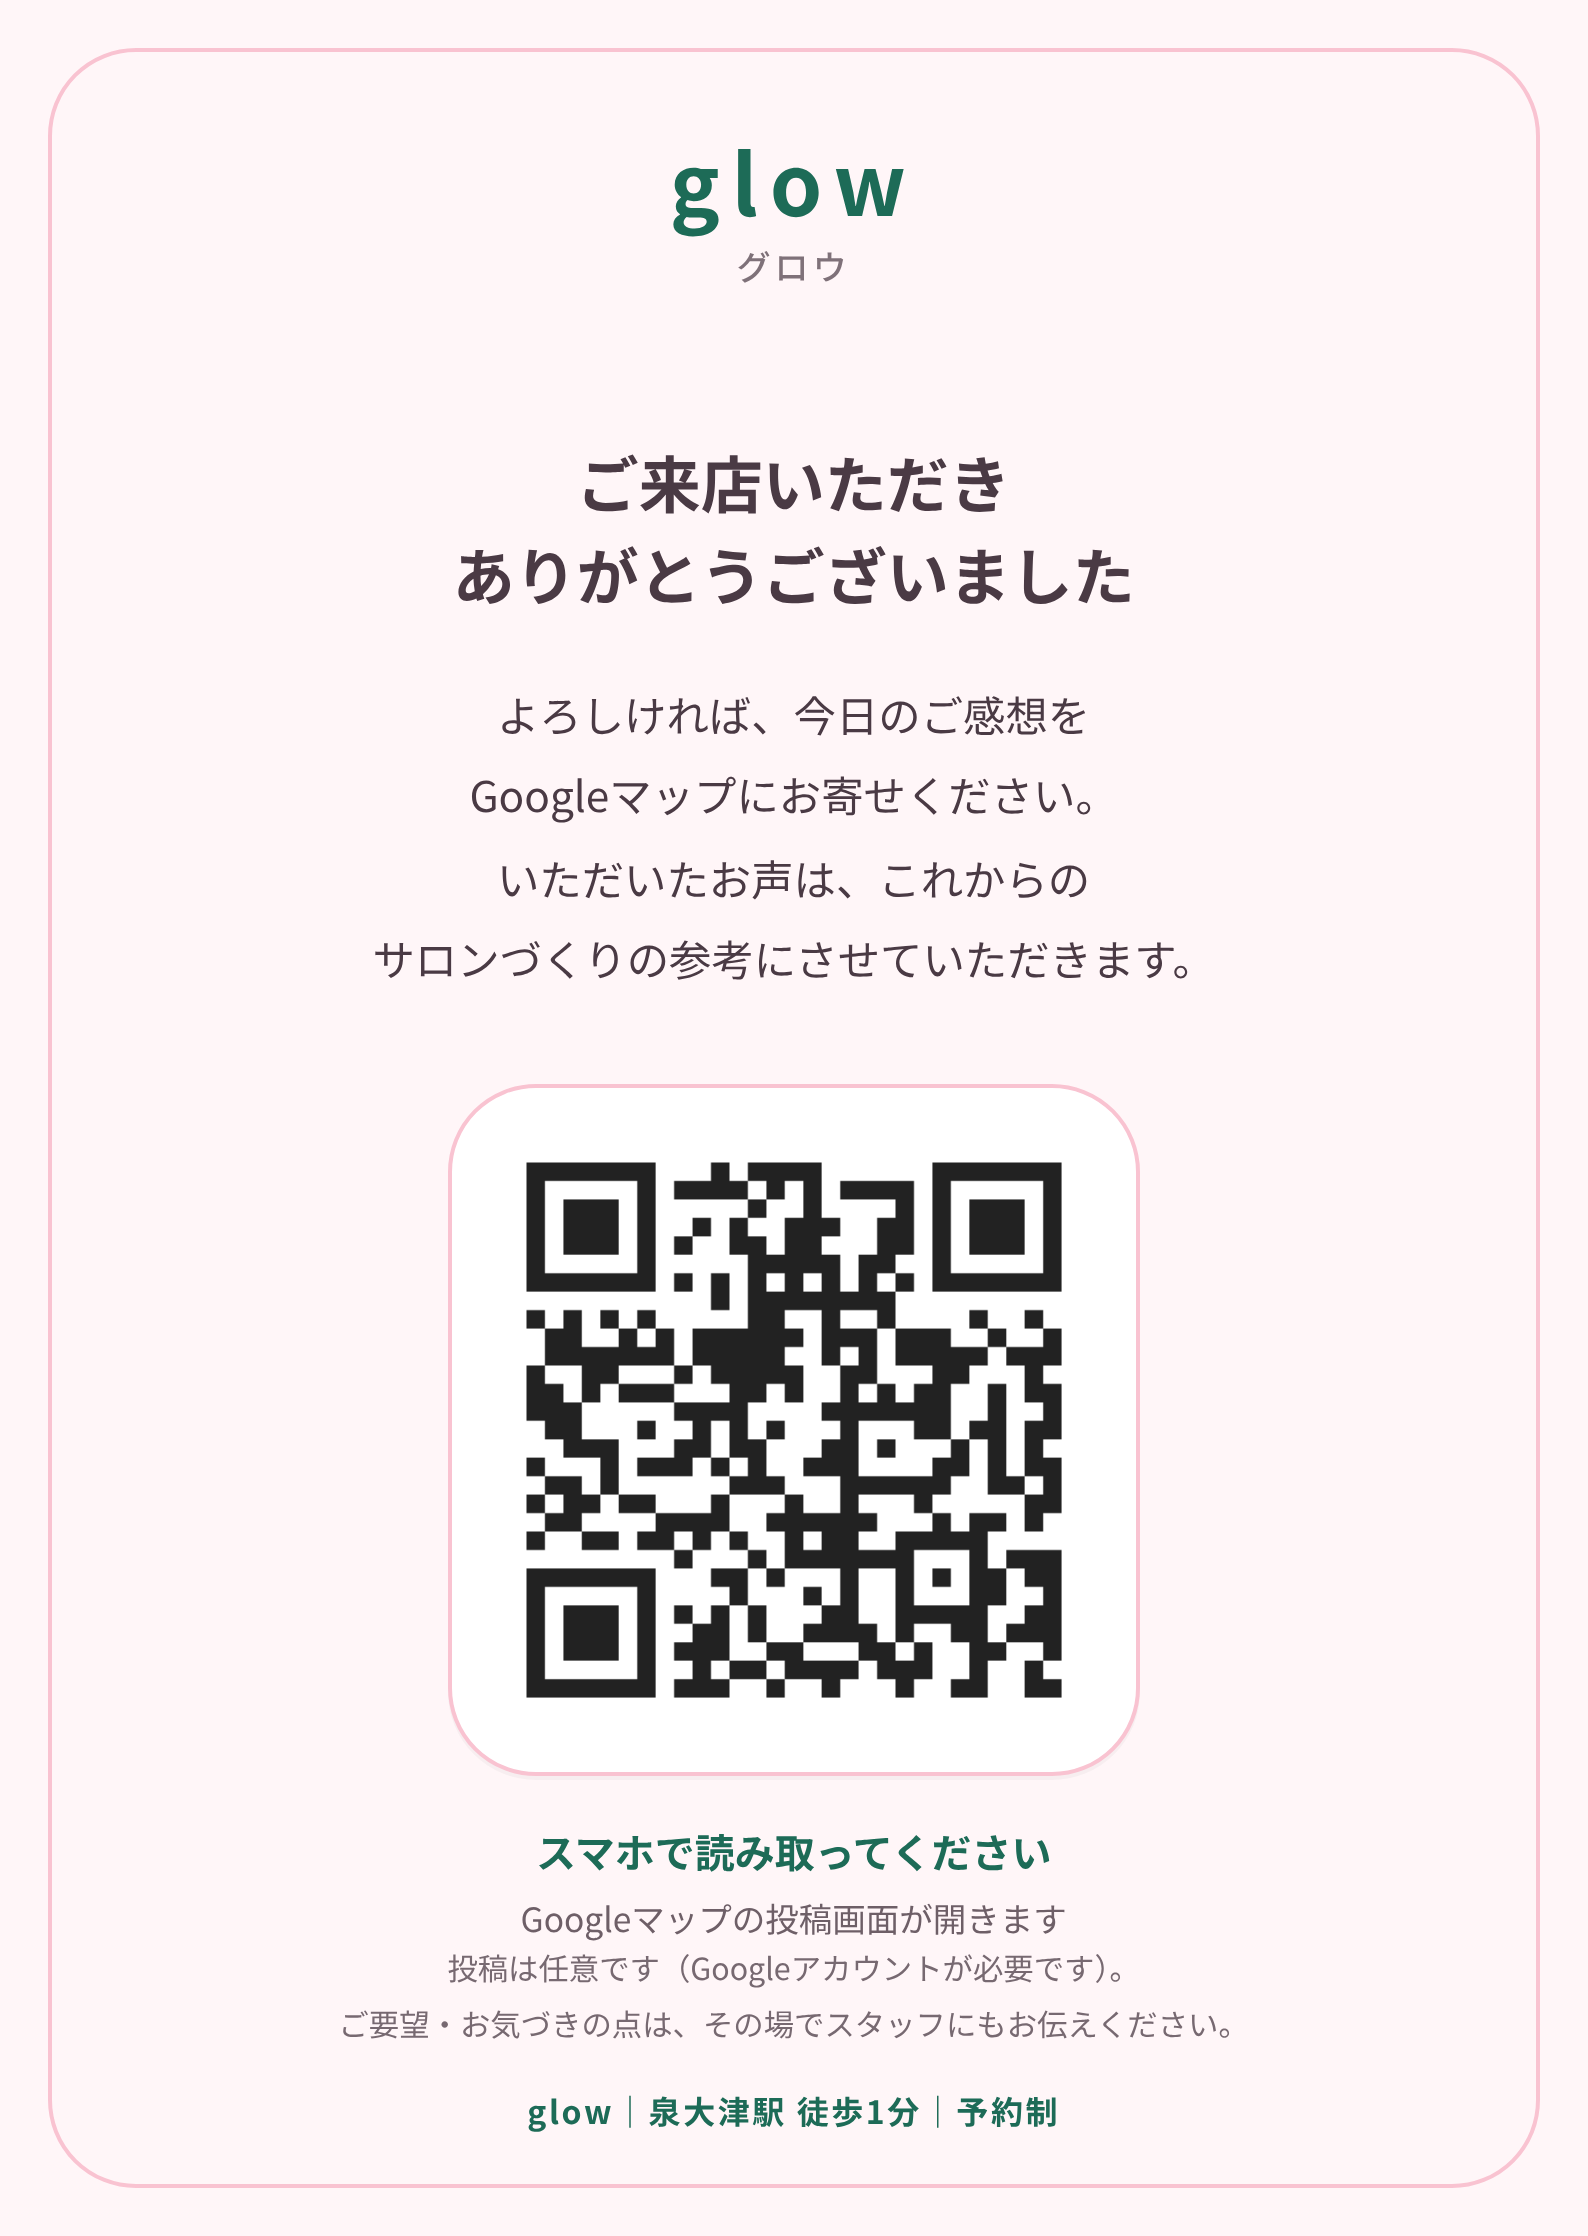 glow
グロウ
ご来店いただき
ありがとうございました
よろしければ、今日のご感想を
Googleマップにお寄せください。
いただいたお声は、これからの
サロンづくりの参考にさせていただきます。
スマホで読み取ってください
Googleマップの投稿画面が開きます
投稿は任意です（Googleアカウントが必要です）。
ご要望・お気づきの点は、その場でスタッフにもお伝えください。
glow｜泉大津駅 徒歩1分｜予約制